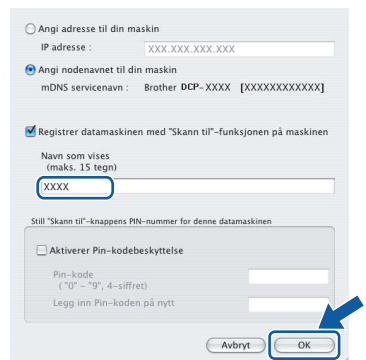 Angi adresse til din maskin
IP adresse : XXX.XXX.XXX.XXX
Angi nodenavnet til din maskin
mDNS servicenavn : Brother DCP-XXXX [XXXXXXXXXXXX]
Registrer datamaskinen med "Skann til"-funksjonen på maskinen
Navn som vises
(maks. 15 tegn)
XXXX
Still "Skann til"-knappens PIN-nummer for denne datamaskinen
Aktiverer Pin-kodebeskyttelse
Pin-kode
( "0" - "9", 4-siffret)
Legg inn Pin-koden på nytt
Avbryt OK